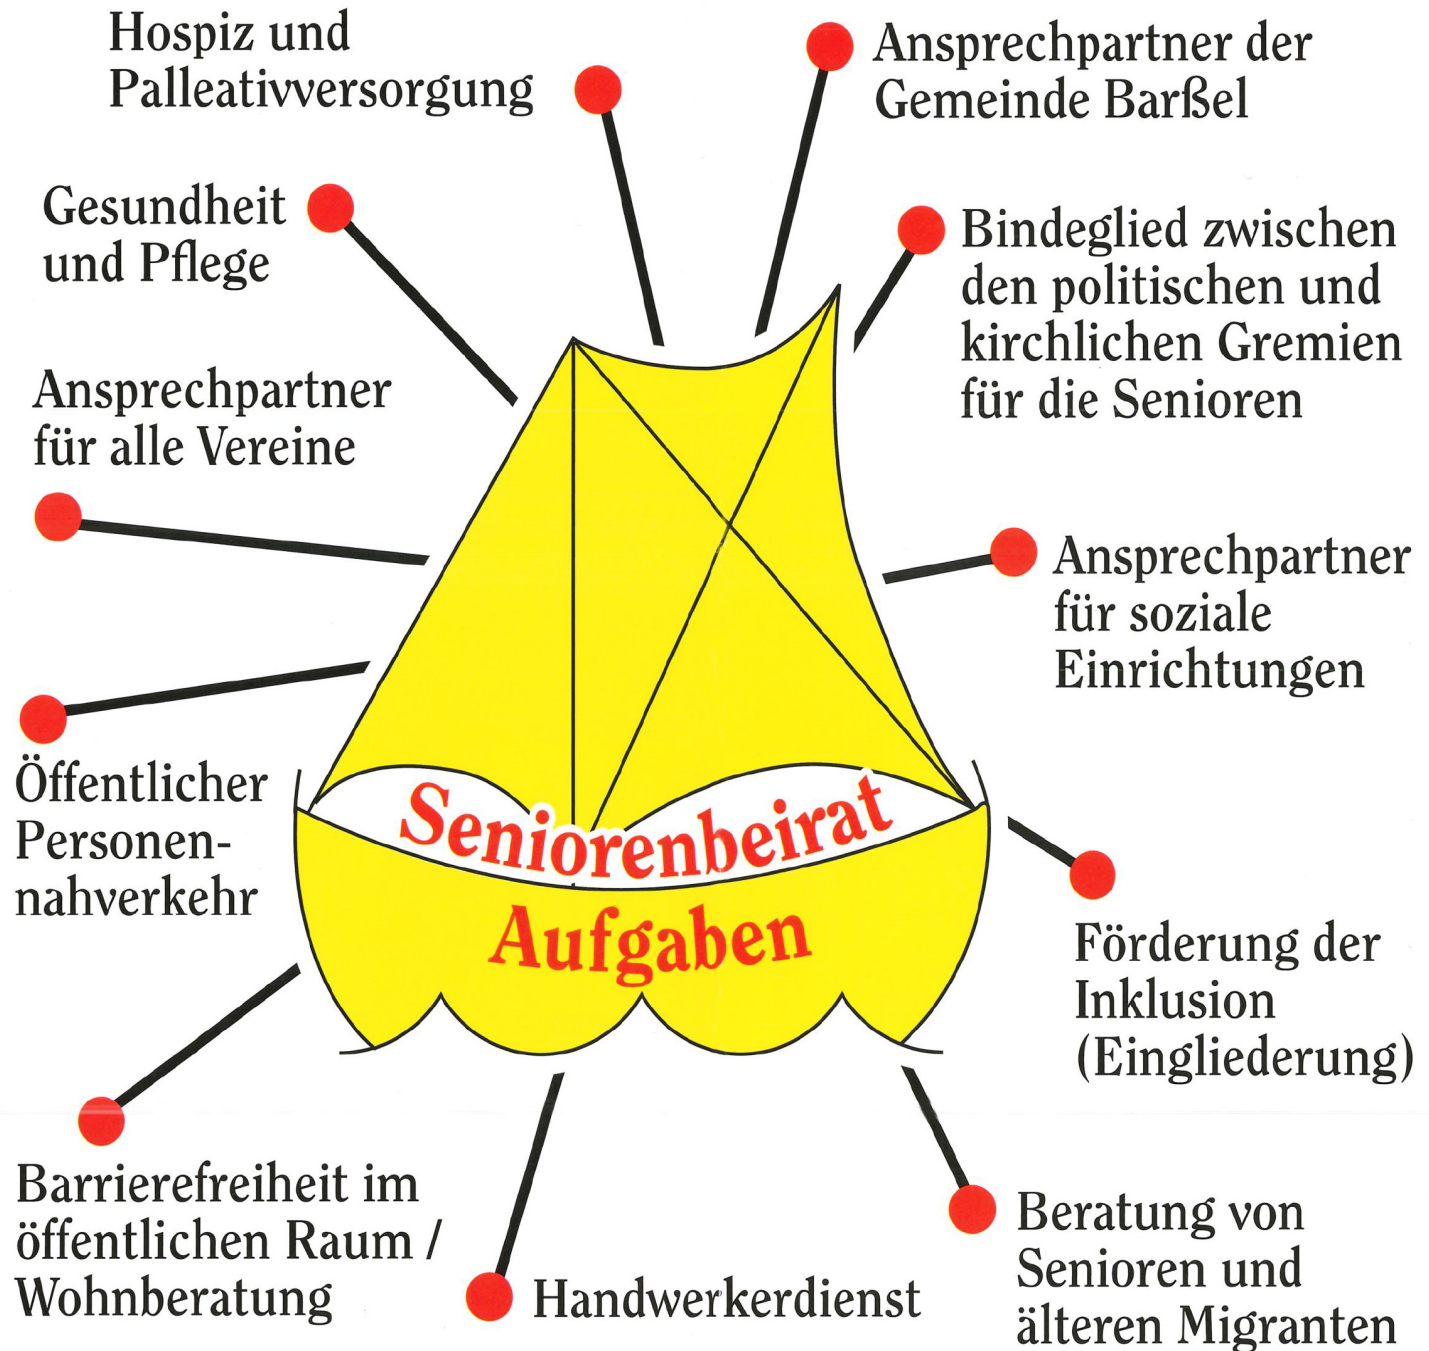 Hospiz und
Palleativversorgung
Ansprechpartner der
Gemeinde Barßel
Gesundheit
und Pflege
Bindeglied zwischen
den politischen und
kirchlichen Gremien
für die Senioren
Ansprechpartner
für alle Vereine
Ansprechpartner
für soziale
Einrichtungen
Öffentlicher
Personen-
nahverkehr
Seniorenbeirat
Aufgaben
Förderung der
Inklusion
(Eingliederung)
Barrierefreiheit im
öffentlichen Raum /
Wohnberatung
Handwerkerdienst
Beratung von
Senioren und
älteren Migranten